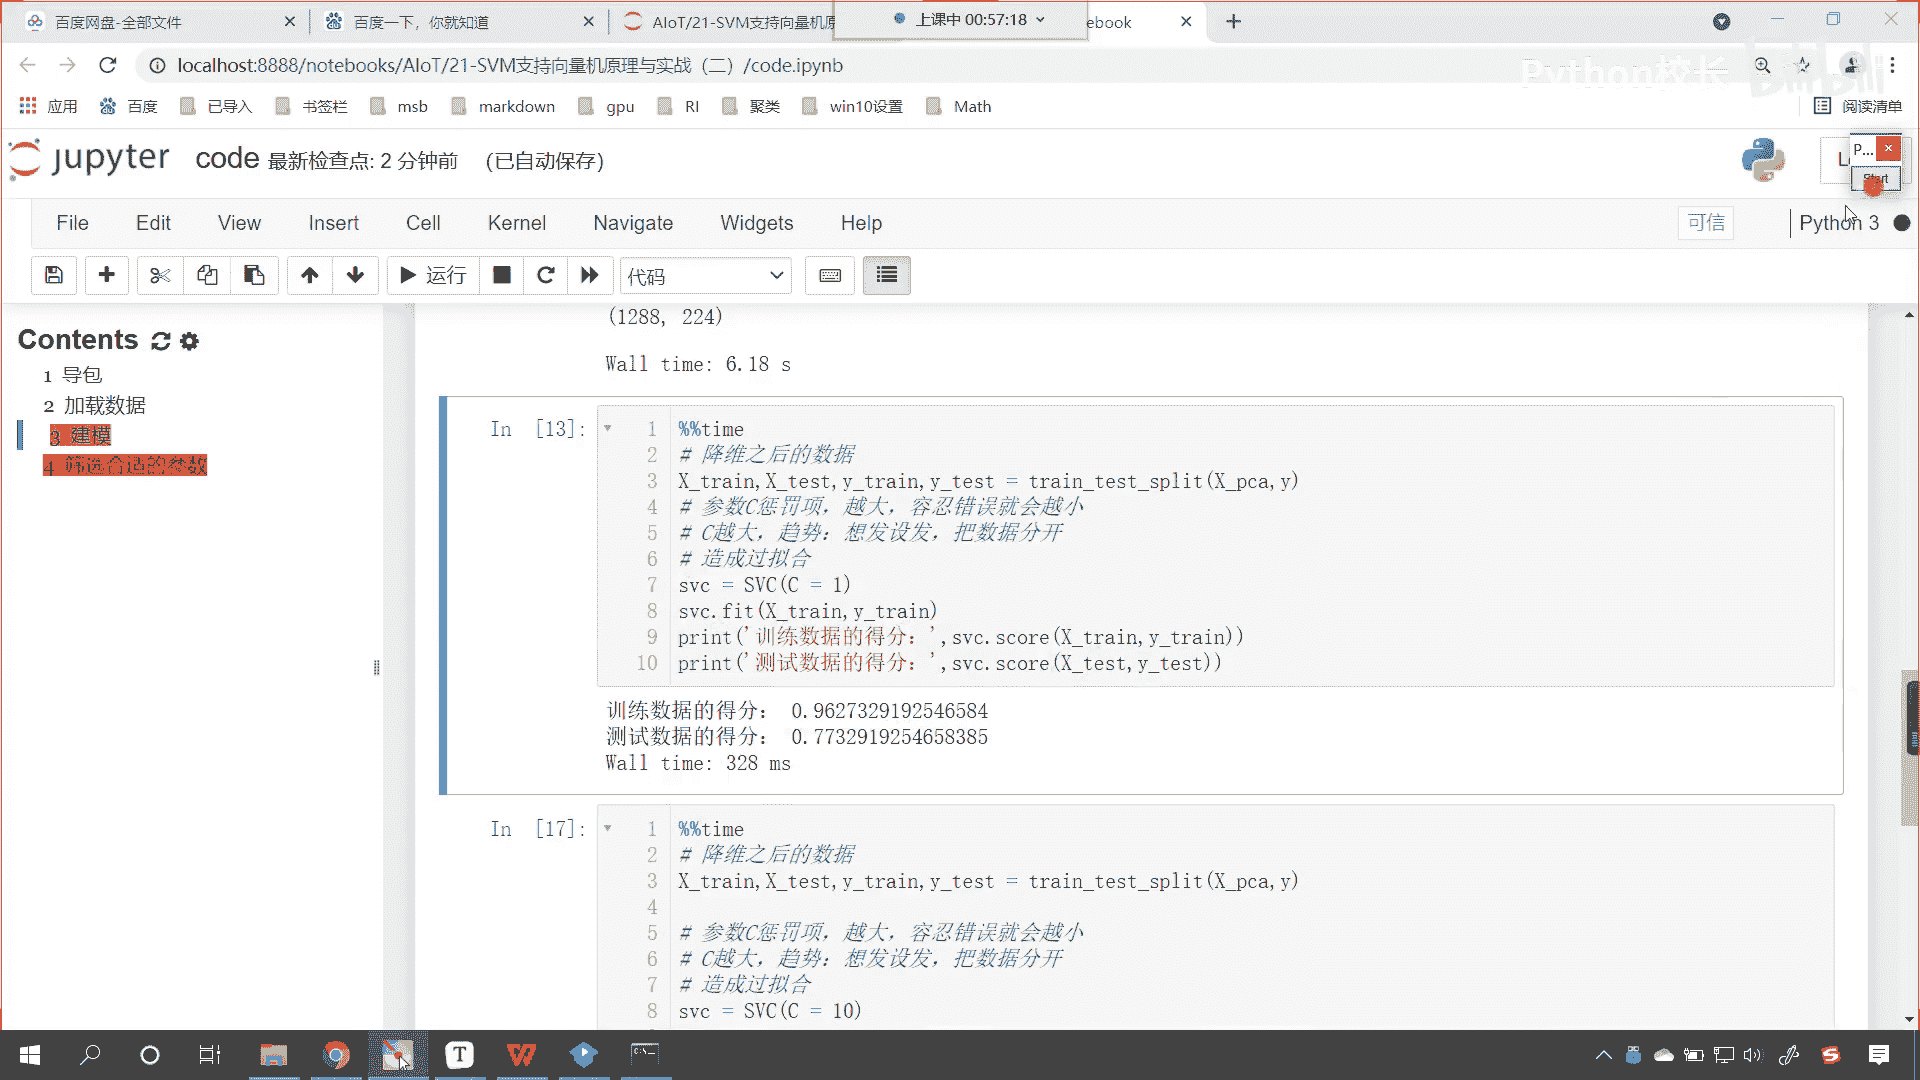 百度网盘-全部文件
百度一下，你就知道
AIoT/21-SVM支持向量机原
上课中 00:57:18
ebook
localhost:8888/notebooks/AIoT/21-SVM支持向量机原理与实战（二）/code.ipynb
Python校长
bilibili
应用 百度 已导入 书签栏 msb markdown gpu RI 聚类 win10设置 Math 阅读清单
jupyter code 最新检查点: 2 分钟前 (已自动保存)
P...
Start
File Edit View Insert Cell Kernel Navigate Widgets Help 可信 Python 3
运行 代码
Contents
1 导包
2 加载数据
3 建模
4 筛选合适的参数
(1288, 224)
Wall time: 6.18 s
In [13]:
1 %%time
2 # 降维之后的数据
3 X_train,X_test,y_train,y_test = train_test_split(X_pca,y)
4 # 参数C惩罚项，越大，容忍错误就会越小
5 # C越大，趋势：想发设发，把数据分开
6 # 造成过拟合
7 svc = SVC(C = 1)
8 svc.fit(X_train,y_train)
9 print('训练数据的得分：',svc.score(X_train,y_train))
10 print('测试数据的得分：',svc.score(X_test,y_test))
训练数据的得分： 0.9627329192546584
测试数据的得分： 0.7732919254658385
Wall time: 328 ms
In [17]:
1 %%time
2 # 降维之后的数据
3 X_train,X_test,y_train,y_test = train_test_split(X_pca,y)
4
5 # 参数C惩罚项，越大，容忍错误就会越小
6 # C越大，趋势：想发设发，把数据分开
7 # 造成过拟合
8 svc = SVC(C = 10)